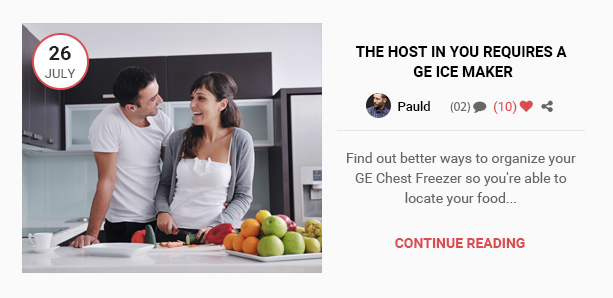 26
JULY
THE HOST IN YOU REQUIRES A
GE ICE MAKER
Pauld (02) (10)
Find out better ways to organize your
GE Chest Freezer so you're able to
locate your food...
CONTINUE READING